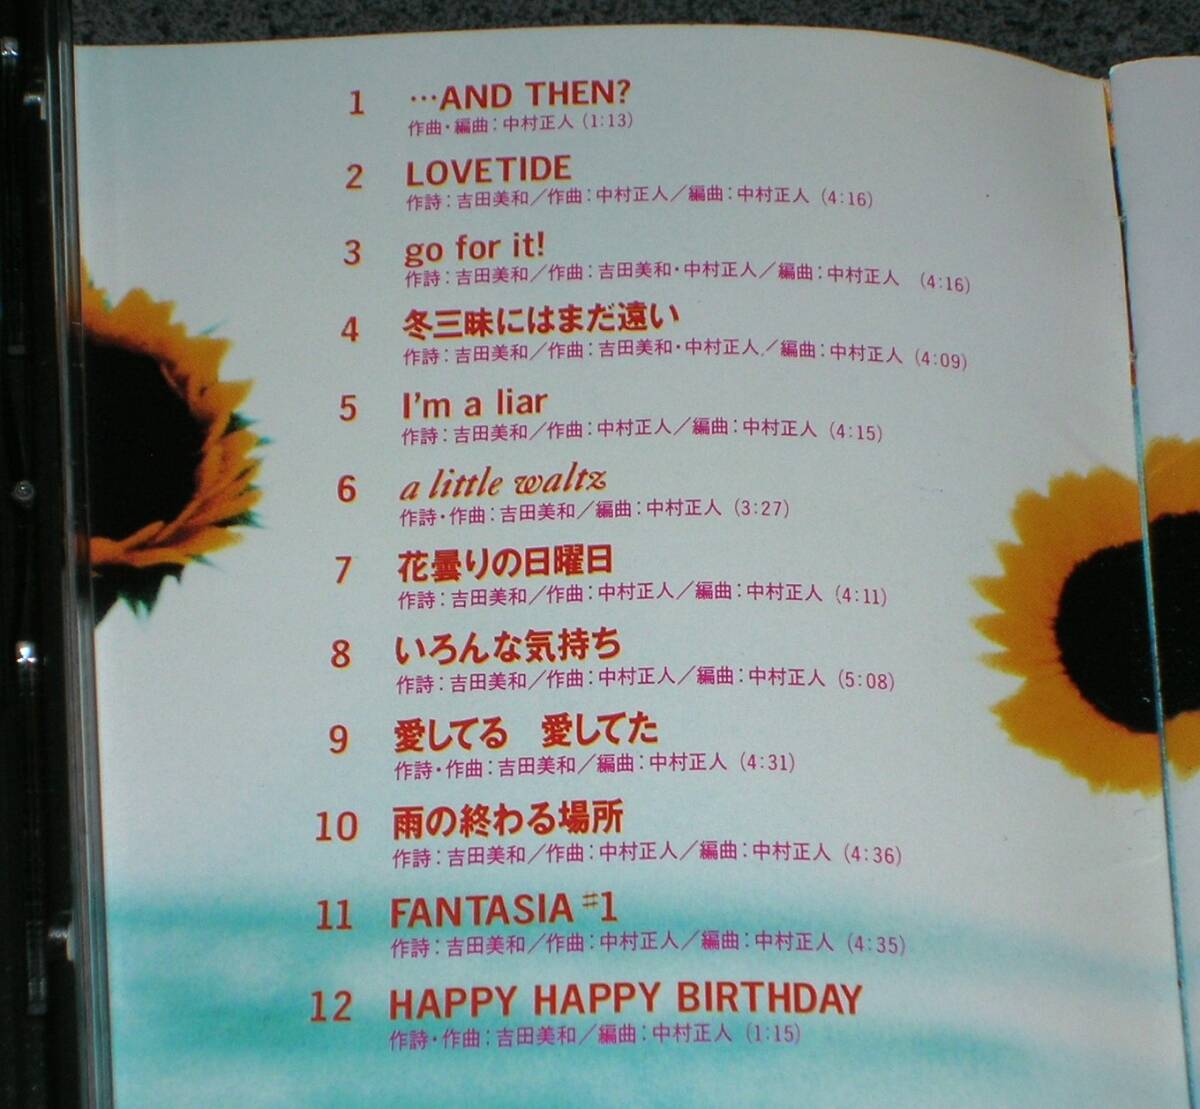 1 …AND THEN?
作曲・編曲：中村正人 (1:13)
2 LOVETIDE
作詩：吉田美和／作曲：中村正人／編曲：中村正人 (4:16)
3 go for it!
作詩：吉田美和／作曲：吉田美和・中村正人／編曲：中村正人 (4:16)
4 冬三昧にはまだ遠い
作詩：吉田美和／作曲：吉田美和・中村正人／編曲：中村正人 (4:09)
5 I'm a liar
作詩：吉田美和／作曲：中村正人／編曲：中村正人 (4:15)
6 a little waltz
作詩・作曲：吉田美和／編曲：中村正人 (3:27)
7 花曇りの日曜日
作詩：吉田美和／作曲：中村正人／編曲：中村正人 (4:11)
8 いろんな気持ち
作詩：吉田美和／作曲：中村正人／編曲：中村正人 (5:08)
9 愛してる　愛してた
作詩・作曲：吉田美和／編曲：中村正人 (4:31)
10 雨の終わる場所
作詩：吉田美和／作曲：中村正人／編曲：中村正人 (4:36)
11 FANTASIA ♯1
作詩：吉田美和／作曲：中村正人／編曲：中村正人 (4:35)
12 HAPPY HAPPY BIRTHDAY
作詩・作曲：吉田美和／編曲：中村正人 (1:15)